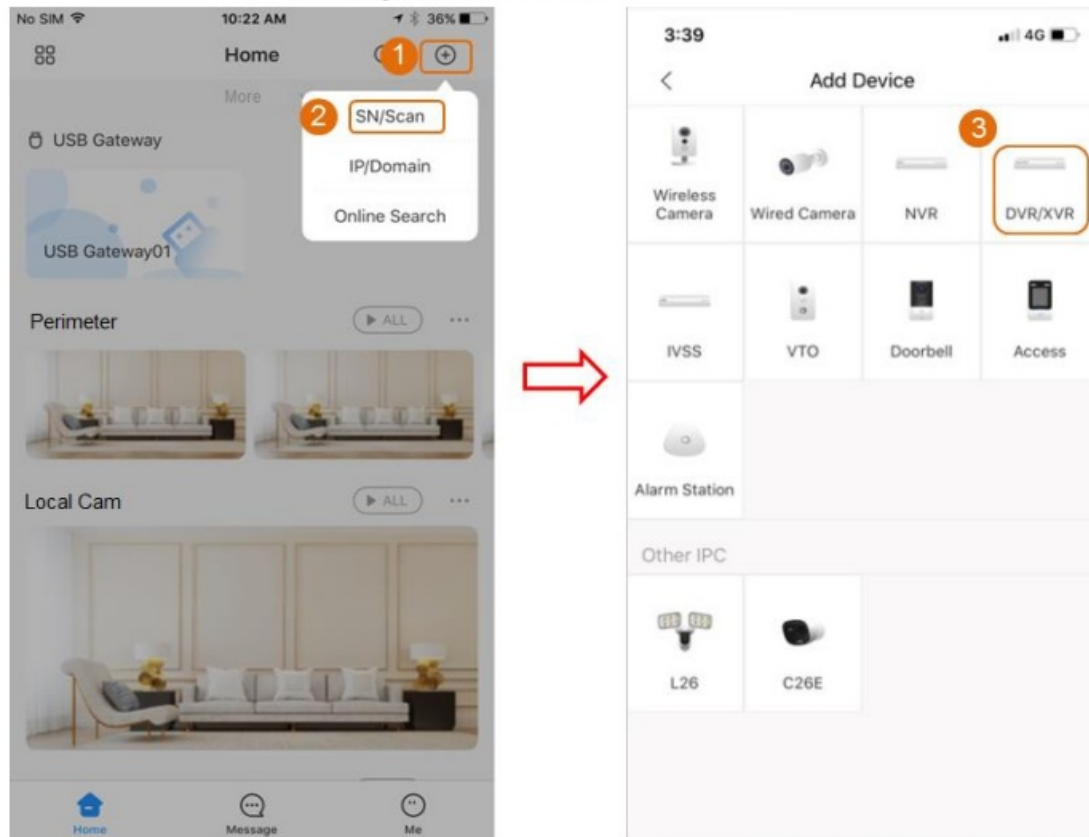 No SIM 10:22 AM 36%
Home 1
More
2 SN/Scan
IP/Domain
Online Search
USB Gateway
USB Gateway01
Perimeter ALL
Local Cam ALL
Home Message Me
3:39 4G
Add Device
3
Wireless Camera
Wired Camera
NVR
DVR/XVR
IVSS VTO Doorbell Access
Alarm Station
Other IPC
L26 C26E